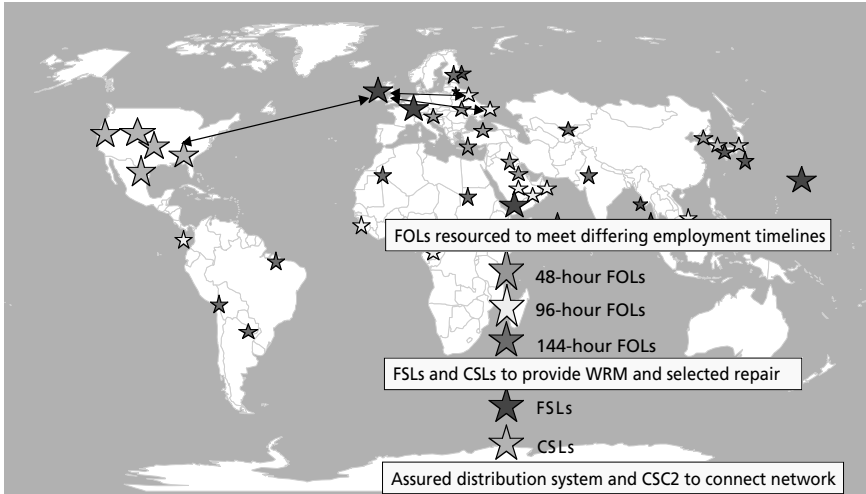 FOLs resourced to meet differing employment timelines
48-hour FOLs
96-hour FOLs
144-hour FOLs
FSLs and CSLs to provide WRM and selected repair
FSLs
CSLs
Assured distribution system and CSC2 to connect network